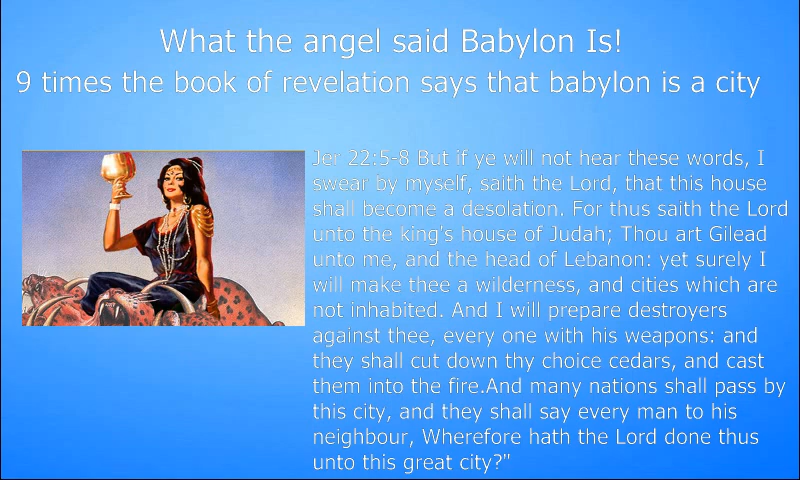 What the angel said Babylon Is!
9 times the book of revelation says that babylon is a city
Jer 22:5-8 But if ye will not hear these words, I
swear by myself, saith the Lord, that this house
shall become a desolation. For thus saith the Lord
unto the king's house of Judah; Thou art Gilead
unto me, and the head of Lebanon: yet surely I
will make thee a wilderness, and cities which are
not inhabited. And I will prepare destroyers
against thee, every one with his weapons: and
they shall cut down thy choice cedars, and cast
them into the fire.And many nations shall pass by
this city, and they shall say every man to his
neighbour, Wherefore hath the Lord done thus
unto this great city?"